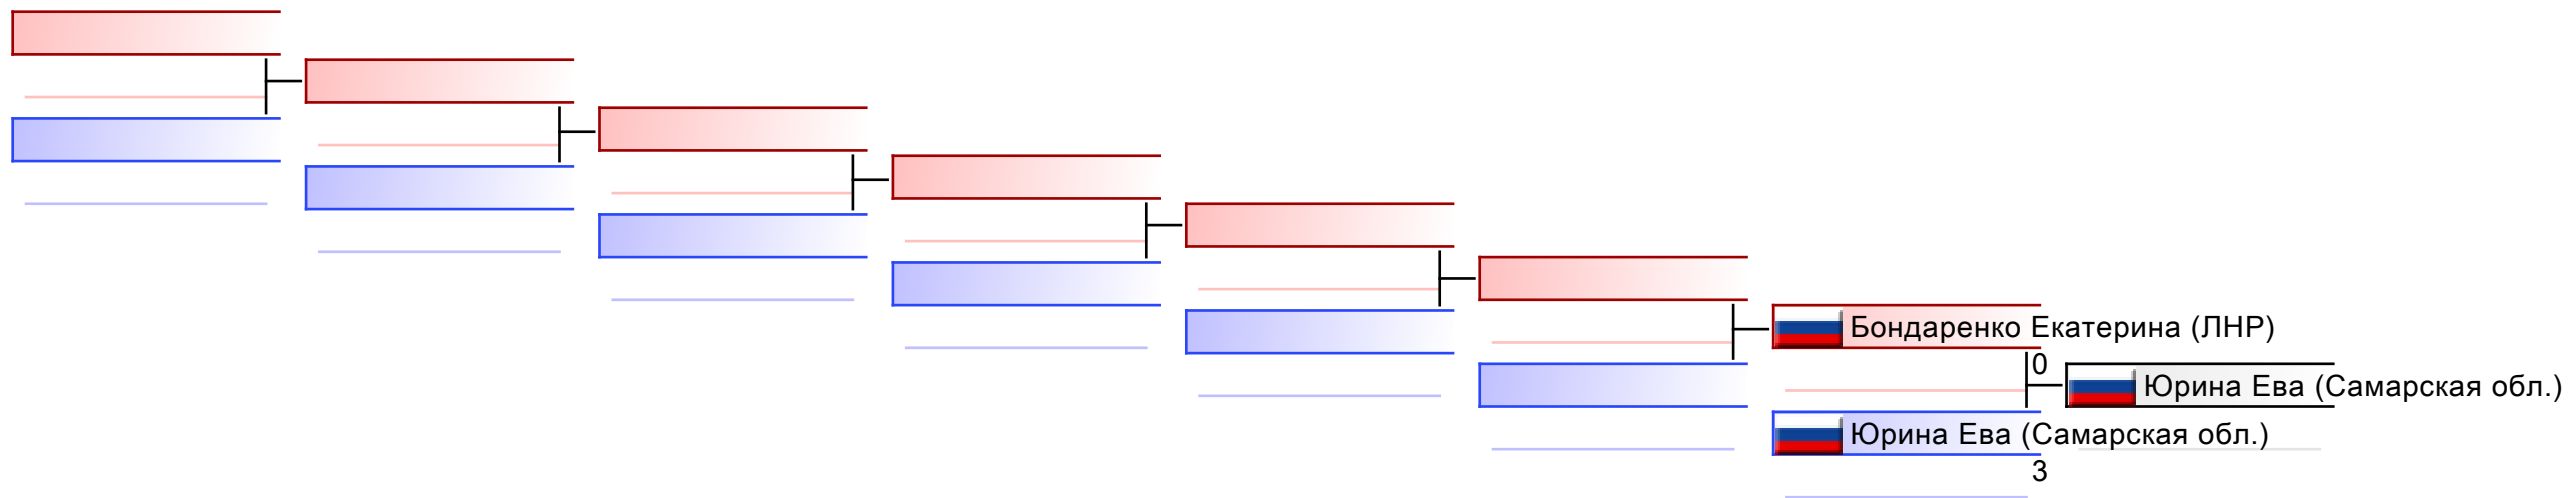 Бондаренко Екатерина (ЛНР)
0
Юрина Ева (Самарская обл.)
Юрина Ева (Самарская обл.)
3